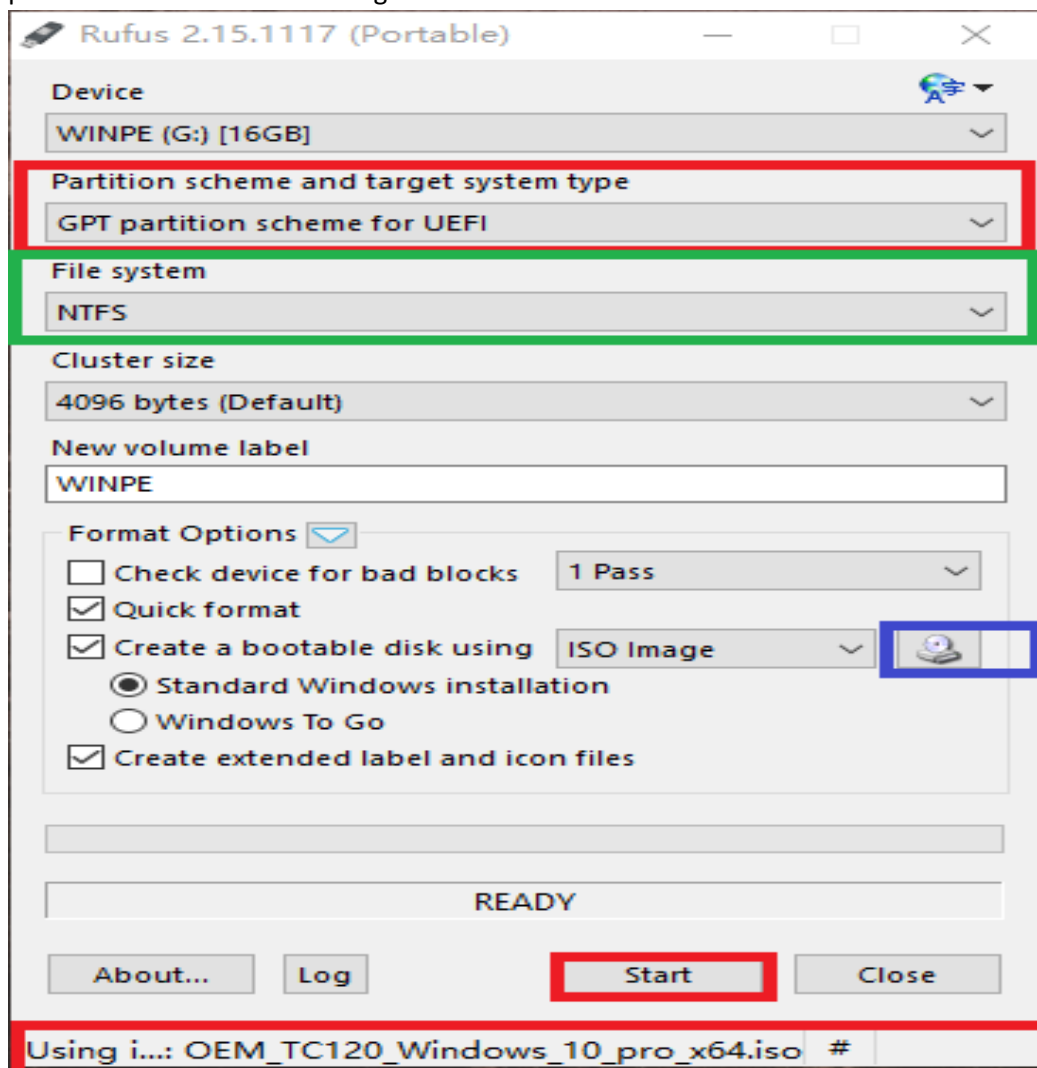 Rufus 2.15.1117 (Portable)
Device
WINPE (G:) [16GB]
Partition scheme and target system type
GPT partition scheme for UEFI
File system
NTFS
Cluster size
4096 bytes (Default)
New volume label
WINPE
Format Options
Check device for bad blocks 1 Pass
Quick format
Create a bootable disk using ISO Image
Standard Windows installation
Windows To Go
Create extended label and icon files
READY
About... Log Start Close
Using i...: OEM_TC120_Windows_10_pro_x64.iso #